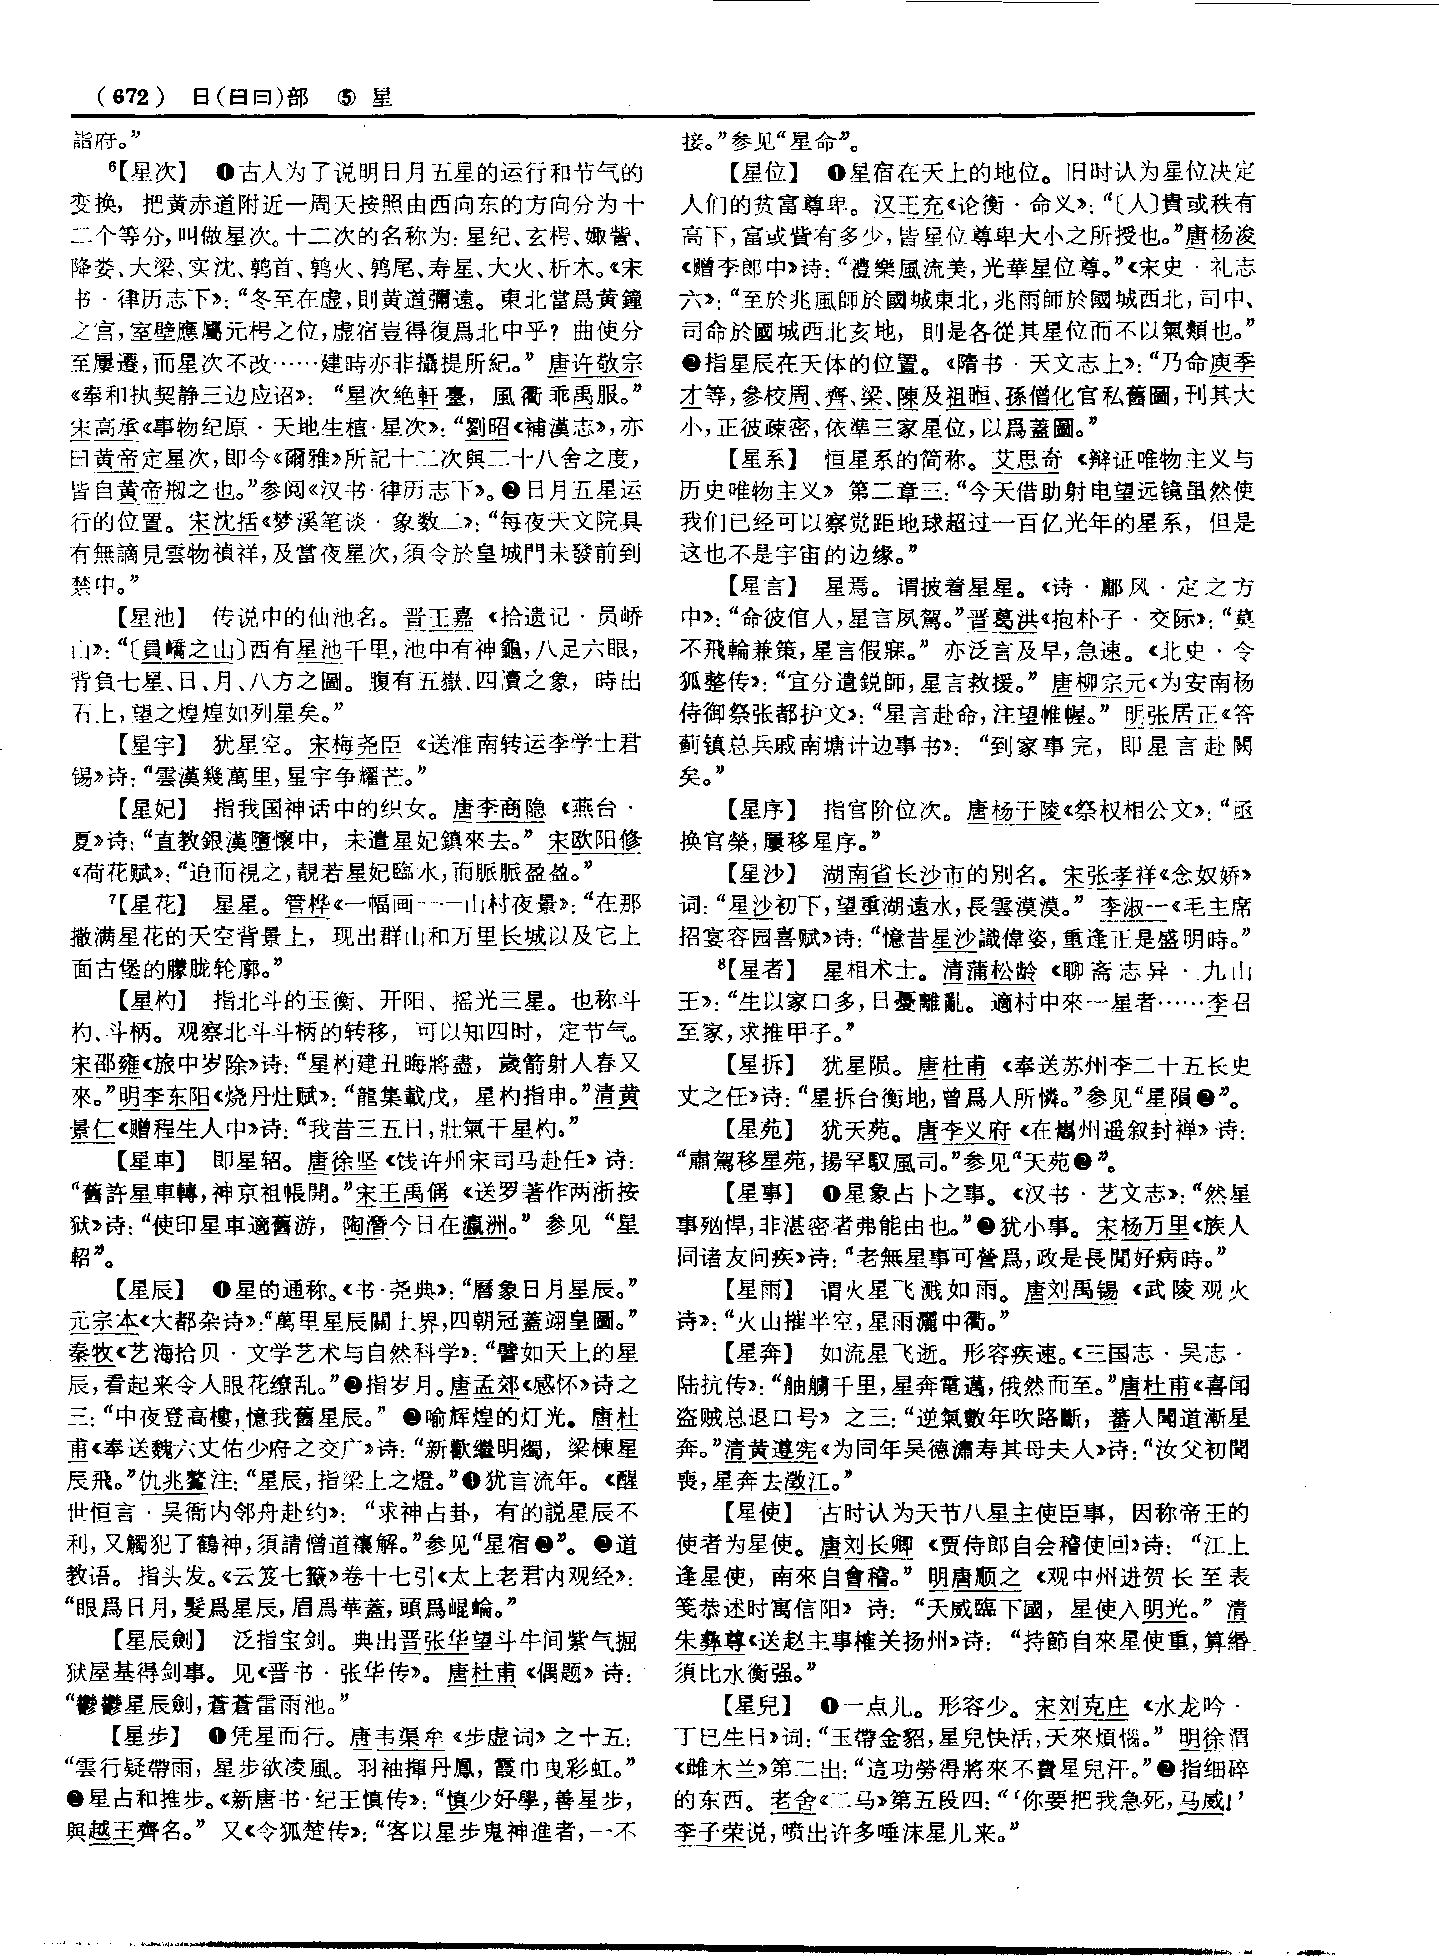 (672) 日(日曰)部 ⑤ 星
詣府。”
⁶【星次】 ❶古人为了说明日月五星的运行和节气的
变换，把黄赤道附近一周天按照由西向东的方向分为十
二个等分，叫做星次。十二次的名称为：星纪、玄枵、娵訾、
降娄、大梁、实沈、鹑首、鹑火、鹑尾、寿星、大火、析木。《宋
书·律历志下》：“冬至在虚，則黄道彌遠。東北當爲黄鐘
之宫，室壁應屬元枵之位，虚宿豈得復爲北中乎？曲使分
至屢遷，而星次不改……建時亦非攝提所紀。” 唐许敬宗
《奉和执契静三边应诏》：“星次绝軒臺，風衢乖禹服。”
宋高承《事物纪原·天地生植·星次》：“劉昭《補漢志》，亦
曰黄帝定星次，即今《爾雅》所記十二次與二十八舍之度，
皆自黄帝剏之也。”参阅《汉书·律历志下》。❷日月五星运
行的位置。宋沈括《梦溪笔谈·象数二》：“每夜天文院具
有無謫見雲物禎祥，及當夜星次，須令於皇城門未發前到
禁中。”
【星池】 传说中的仙池名。晋王嘉《拾遗记·员峤
山》：“〔員嶠之山〕西有星池千里，池中有神龜，八足六眼，
背負七星、日、月、八方之圖。腹有五嶽、四瀆之象，時出
石上，望之煌煌如列星矣。”
【星宇】 犹星空。宋梅尧臣《送淮南转运李学士君
锡》诗：“雲漢幾萬里，星宇争耀芒。”
【星妃】 指我国神话中的织女。唐李商隐《燕台·
夏》诗：“直教銀漢墮懷中，未遣星妃鎮來去。” 宋欧阳修
《荷花赋》：“迫而視之，靚若星妃臨水，而脈脈盈盈。”
⁷【星花】 星星。管桦《一幅画——山村夜景》：“在那
撒满星花的天空背景上，现出群山和万里长城以及它上
面古堡的朦胧轮廓。”
【星杓】 指北斗的玉衡、开阳、摇光三星。也称斗
杓、斗柄。观察北斗斗柄的转移，可以知四时，定节气。
宋邵雍《旅中岁除》诗：“星杓建丑晦將盡，歲箭射人春又
來。”明李东阳《烧丹灶赋》：“龍集載戊，星杓指申。”清黄
景仁《赠程生人中》诗：“我昔三五日，壯氣干星杓。”
【星車】 即星轺。唐徐坚《饯许州宋司马赴任》诗：
“舊許星車轉，神京祖帳開。”宋王禹偁《送罗著作两浙按
狱》诗：“使印星車適舊游，陶潛今日在瀛洲。” 参见“星
軺”。
【星辰】 ❶星的通称。《书·尧典》：“曆象日月星辰。”
元宗本《大都杂诗》：“萬里星辰關上界，四朝冠蓋翊皇圖。”
秦牧《艺海拾贝·文学艺术与自然科学》：“譬如天上的星
辰，看起来令人眼花缭乱。”❷指岁月。唐孟郊《感怀》诗之
三：“中夜登高樓，憶我舊星辰。” ❸喻辉煌的灯光。唐杜
甫《奉送魏六丈佑少府之交广》诗：“新歡繼明燭，梁棟星
辰飛。”仇兆鳌注：“星辰，指梁上之燈。”❹犹言流年。《醒
世恒言·吴衙内邻舟赴约》：“求神占卦，有的說星辰不
利，又觸犯了鶴神，須請僧道禳解。”参见“星宿❷”。❺道
教语。指头发。《云笈七籤》卷十七引《太上老君内观经》：
“眼爲日月，髮爲星辰，眉爲華蓋，頭爲崐崘。”
【星辰劍】 泛指宝剑。典出晋张华望斗牛间紫气掘
狱屋基得剑事。见《晋书·张华传》。唐杜甫《偶题》诗：
“鬱鬱星辰劍，蒼蒼雷雨池。”
【星步】 ❶凭星而行。唐韦渠牟《步虚词》之十五：
“雲行疑帶雨，星步欲凌風。羽袖揮丹鳳，霞巾曳彩虹。”
❷星占和推步。《新唐书·纪王慎传》：“慎少好學，善星步，
與越王齊名。” 又《令狐楚传》：“客以星步鬼神進者，一不
接。”参见“星命”。
【星位】 ❶星宿在天上的地位。旧时认为星位决定
人们的贫富尊卑。汉王充《论衡·命义》：“〔人〕貴或秩有
高下，富或貲有多少，皆星位尊卑大小之所授也。”唐杨浚
《赠李郎中》诗：“禮樂風流美，光華星位尊。”《宋史·礼志
六》：“至於兆風師於國城東北，兆雨師於國城西北，司中、
司命於國城西北亥地，則是各從其星位而不以氣類也。”
❷指星辰在天体的位置。《隋书·天文志上》：“乃命庾季
才等，參校周、齊、梁、陳及祖暅、孫僧化官私舊圖，刊其大
小，正彼疎密，依準三家星位，以爲蓋圖。”
【星系】 恒星系的简称。艾思奇《辩证唯物主义与
历史唯物主义》第二章三：“今天借助射电望远镜虽然使
我们已经可以察觉距地球超过一百亿光年的星系，但是
这也不是宇宙的边缘。”
【星言】 星焉。谓披着星星。《诗·鄘风·定之方
中》：“命彼倌人，星言夙駕。”晋葛洪《抱朴子·交际》：“莫
不飛輪兼策，星言假寐。” 亦泛言及早，急速。《北史·令
狐整传》：“宜分遣鋭師，星言救援。” 唐柳宗元《为安南杨
侍御祭张都护文》：“星言赴命，注望帷幄。” 明张居正《答
蓟镇总兵戚南塘计边事书》：“到家事完，即星言赴闕
矣。”
【星序】 指官阶位次。唐杨于陵《祭权相公文》：“亟
换官榮，屢移星序。”
【星沙】 湖南省长沙市的别名。宋张孝祥《念奴娇》
词：“星沙初下，望重湖遠水，長雲漠漠。” 李淑一《毛主席
招宴容园喜赋》诗：“憶昔星沙識偉姿，重逢正是盛明時。”
⁸【星者】 星相术士。清蒲松龄《聊斋志异·九山
王》：“生以家口多，日憂離亂。適村中來一星者……李召
至家，求推甲子。”
【星拆】 犹星陨。唐杜甫《奉送苏州李二十五长史
丈之任》诗：“星拆台衡地，曾爲人所憐。”参见“星隕❷”。
【星苑】 犹天苑。唐李义府《在巂州遥叙封禅》诗：
“肅駕移星苑，揚罕馭風司。”参见“天苑❷”。
【星事】 ❶星象占卜之事。《汉书·艺文志》：“然星
事殈悍，非湛密者弗能由也。”❷犹小事。宋杨万里《族人
同诸友问疾》诗：“老無星事可營爲，政是長閒好病時。”
【星雨】 谓火星飞溅如雨。唐刘禹锡《武陵观火
诗》：“火山摧半空，星雨灑中衢。”
【星奔】 如流星飞逝。形容疾速。《三国志·吴志·
陆抗传》：“舳艫千里，星奔電邁，俄然而至。”唐杜甫《喜闻
盗贼总退口号》之三：“逆氣數年吹路斷，蕃人聞道漸星
奔。”清黄遵宪《为同年吴德潚寿其母夫人》诗：“汝父初聞
喪，星奔去澂江。”
【星使】 古时认为天节八星主使臣事，因称帝王的
使者为星使。唐刘长卿《贾侍郎自会稽使回》诗：“江上
逢星使，南來自會稽。” 明唐顺之《观中州进贺长至表
笺恭述时寓信阳》诗：“天威臨下國，星使入明光。” 清
朱彝尊《送赵主事榷关扬州》诗：“持節自來星使重，算緡
須比水衡强。”
【星兒】 ❶一点儿。形容少。宋刘克庄《水龙吟·
丁巳生日》词：“玉帶金貂，星兒快活，天來煩惱。” 明徐渭
《雌木兰》第二出：“這功勞得將來不費星兒汗。”❷指细碎
的东西。老舍《二马》第五段四：“‘你要把我急死，马威！’
李子荣说，喷出许多唾沫星儿来。”